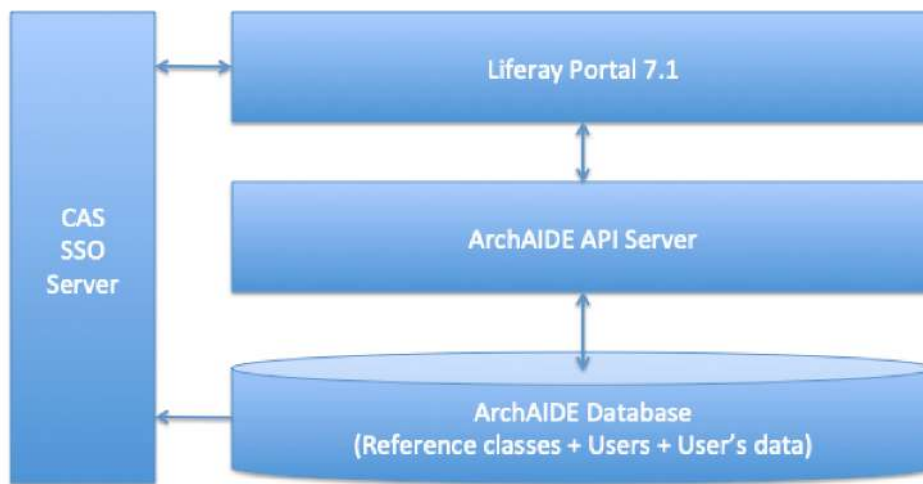 Liferay Portal 7.1
CAS
SSO
Server
ArchAIDE API Server
ArchAIDE Database
(Reference classes + Users + User's data)